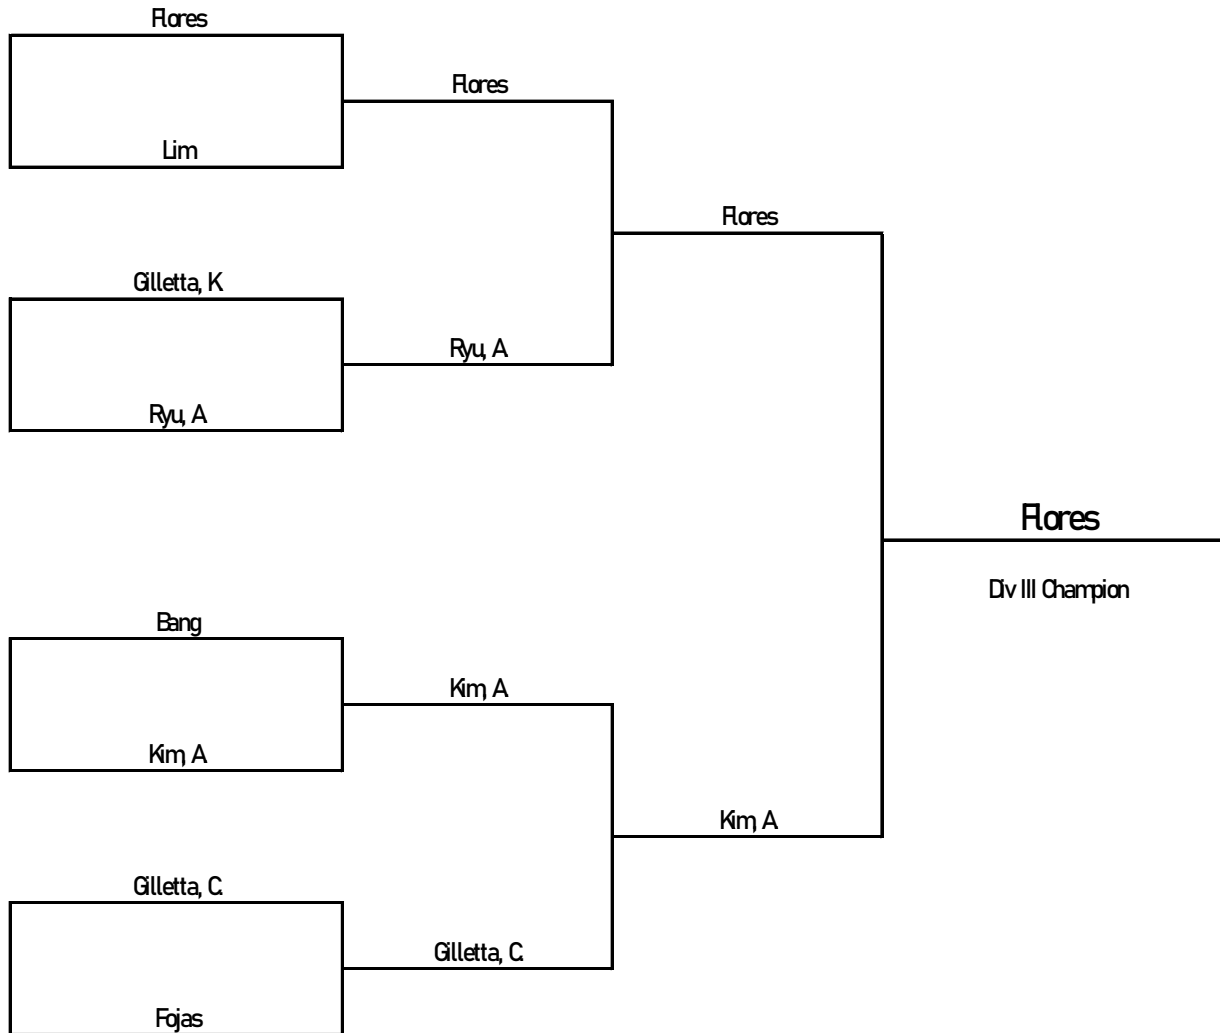 Flores
Flores
Lim
Flores
Gilletta, K.
Ryu, A.
Ryu, A.
Flores
Div III Champion
Bang
Kim, A.
Kim, A.
Kim, A.
Gilletta, C.
Gilletta, C.
Fojas